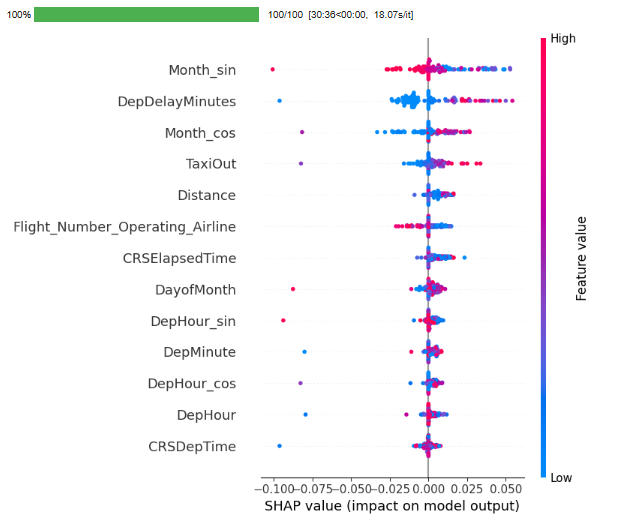 100% 100/100 [30:36<00:00, 18.07s/it]
High
Month_sin
DepDelayMinutes
Month_cos
TaxiOut
Distance
Flight_Number_Operating_Airline
CRSElapsedTime
DayofMonth
DepHour_sin
DepMinute
DepHour_cos
DepHour
CRSDepTime
Feature value
Low
−0.100 −0.075 −0.050 −0.025 0.000 0.025 0.050
SHAP value (impact on model output)